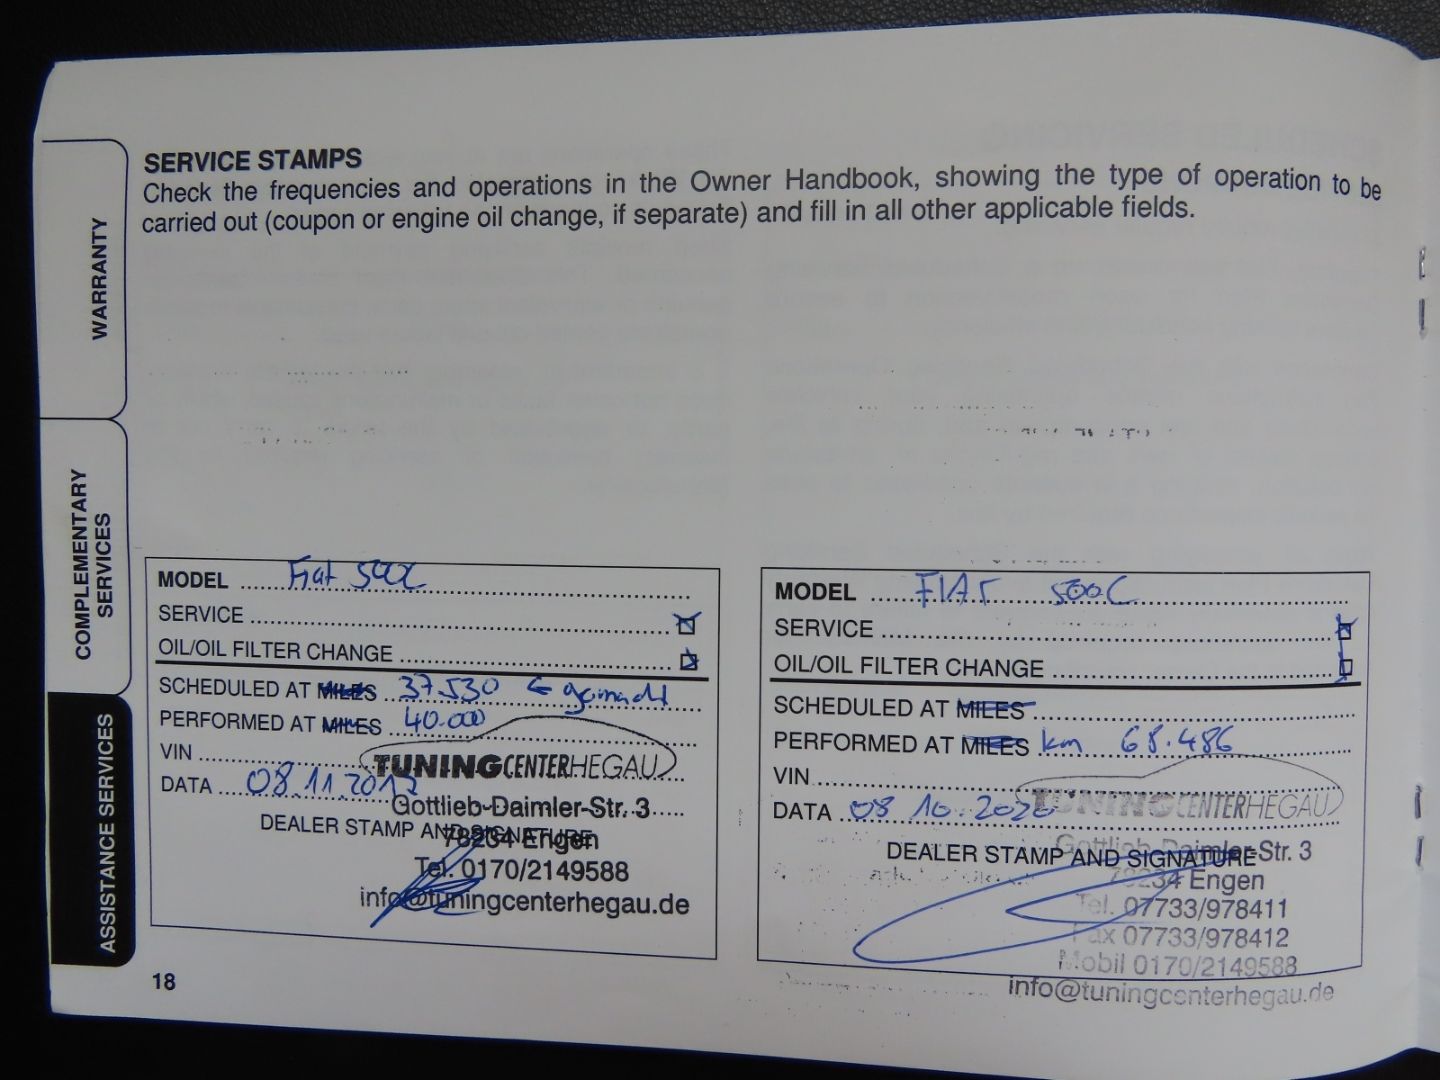 SERVICE STAMPS
Check the frequencies and operations in the Owner Handbook, showing the type of operation to be
carried out (coupon or engine oil change, if separate) and fill in all other applicable fields.
WARRANTY
COMPLEMENTARY
SERVICES
ASSISTANCE SERVICES
MODEL Fiat 500C
SERVICE
OIL/OIL FILTER CHANGE
SCHEDULED AT MILES 37.530 ← gemacht
PERFORMED AT MILES 40.000
VIN
TUNINGCENTERHEGAU
DATA 08.11.2017
Gottlieb-Daimler-Str. 3
DEALER STAMP AND SIGNATURE
78234 Engen
Tel. 0170/2149588
info@tuningcenterhegau.de
MODEL FIAT 500C
SERVICE
OIL/OIL FILTER CHANGE
SCHEDULED AT MILES
PERFORMED AT MILES km 68.486
VIN
TUNINGCENTERHEGAU
DATA 08 10.2020
Gottlieb-Daimler-Str. 3
DEALER STAMP AND SIGNATURE
78234 Engen
Tel. 07733/978411
Fax 07733/978412
Mobil 0170/2149588
info@tuningcenterhegau.de
18